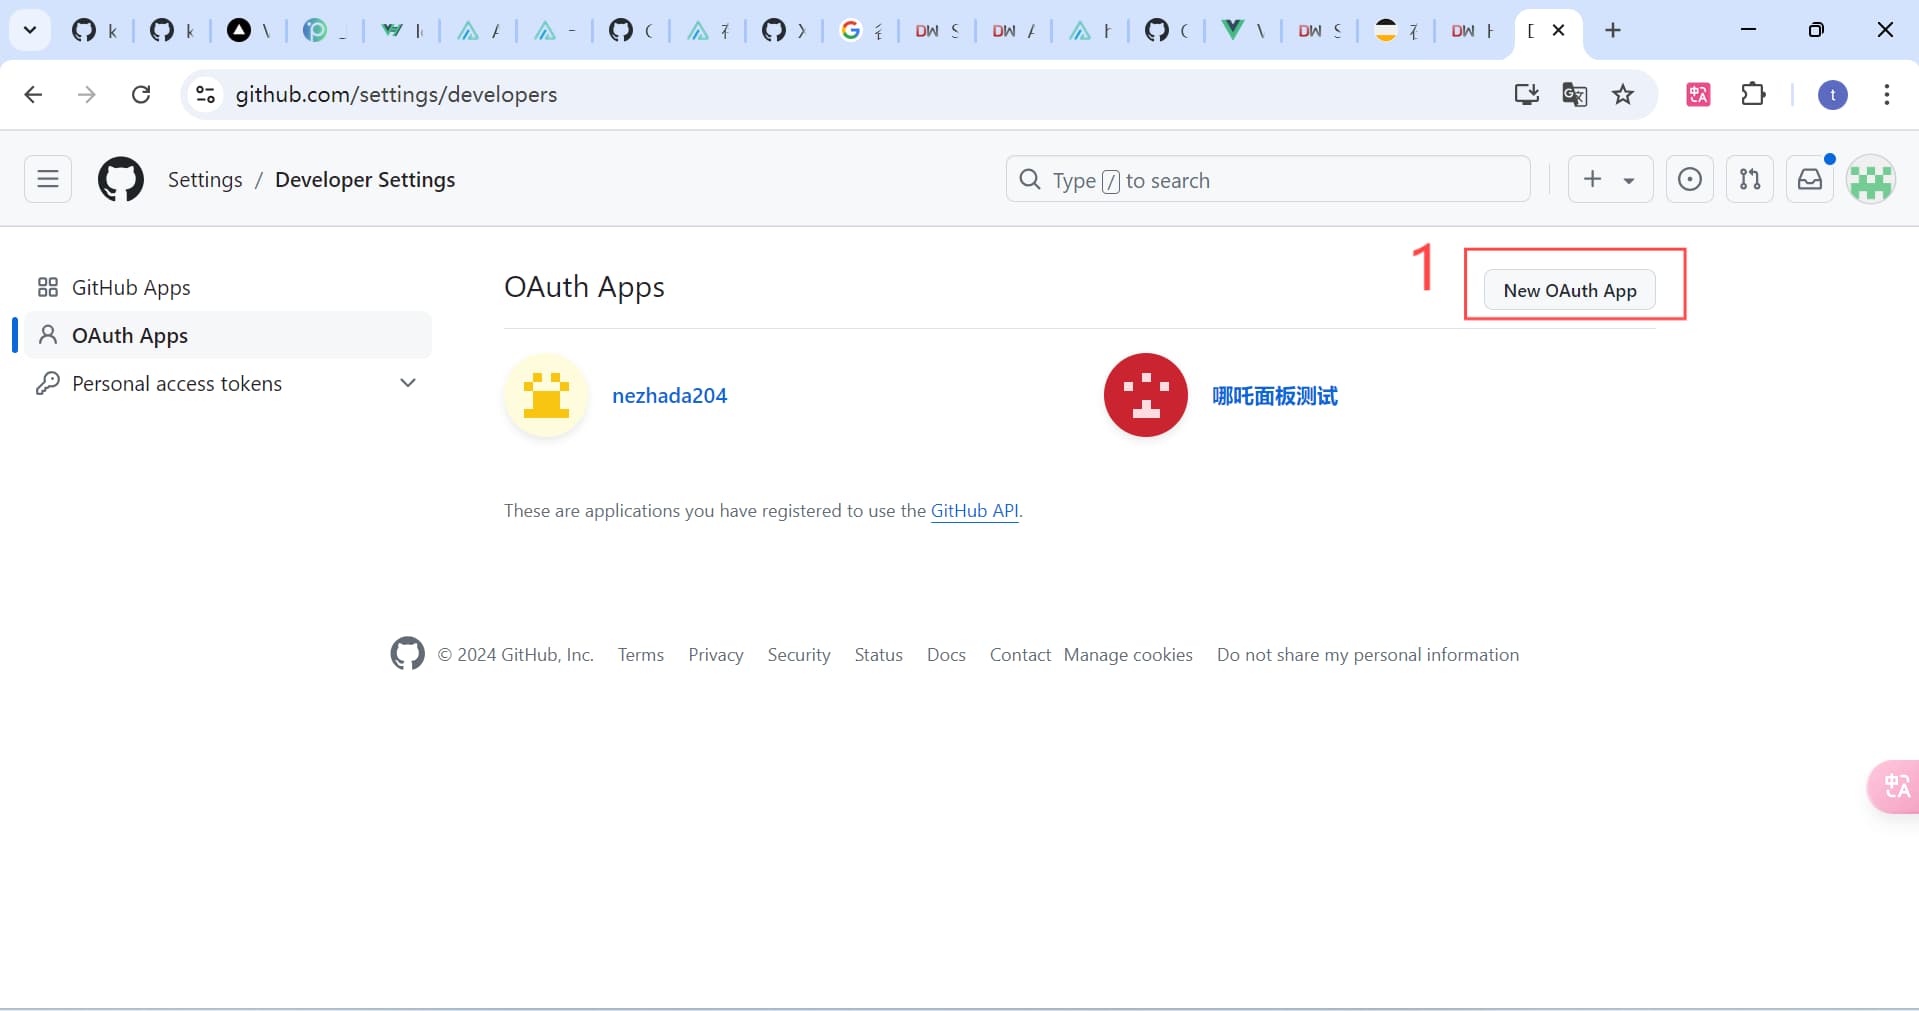 github.com/settings/developers
t
Settings / Developer Settings
Type / to search
GitHub Apps
OAuth Apps
Personal access tokens
OAuth Apps
1
New OAuth App
nezhada204
哪吒面板测试
These are applications you have registered to use the GitHub API.
© 2024 GitHub, Inc. Terms Privacy Security Status Docs Contact Manage cookies Do not share my personal information